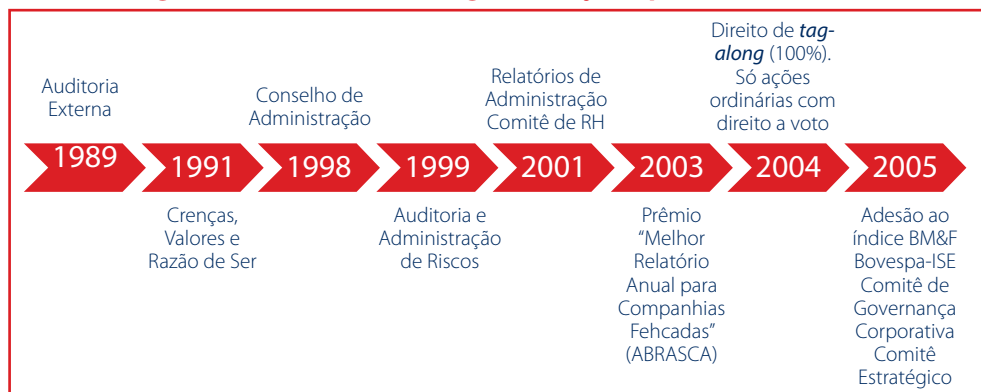 Auditoria
Externa
Conselho de
Administração
Relatórios de
Administração
Comitê de RH
Direito de tag-
along (100%).
Só ações
ordinárias com
direito a voto
1989
1991
1998
1999
2001
2003
2004
2005
Crenças,
Valores e
Razão de Ser
Auditoria e
Administração
de Riscos
Prêmio
“Melhor
Relatório
Anual para
Companhias
Fehcadas”
(ABRASCA)
Adesão ao
índice BM&F
Bovespa-ISE
Comitê de
Governança
Corporativa
Comitê
Estratégico